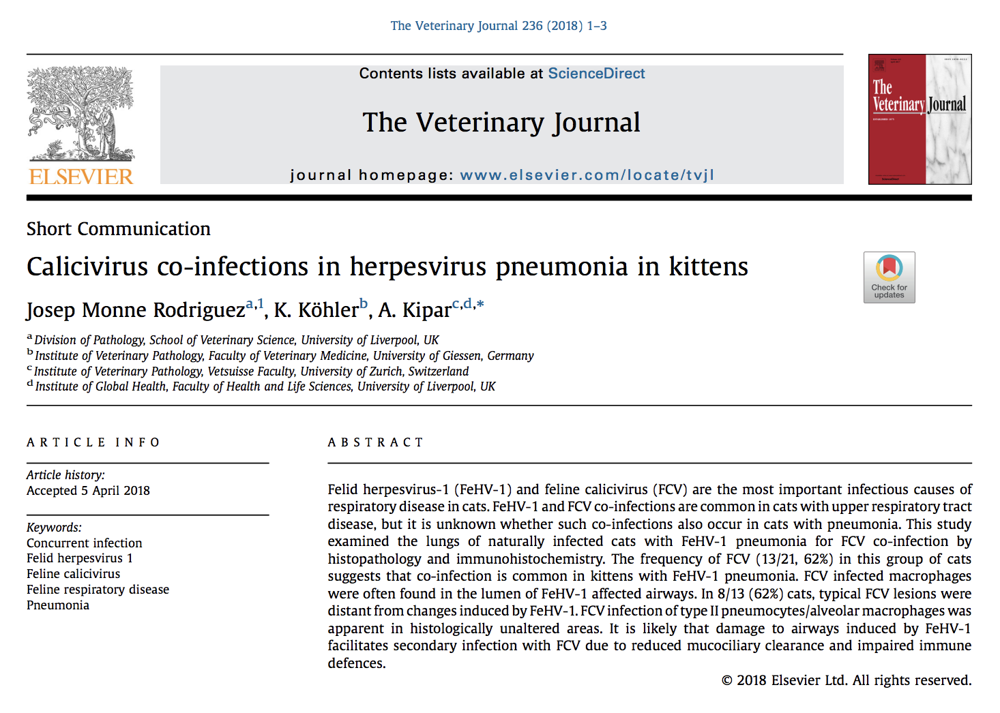 The Veterinary Journal 236 (2018) 1–3
NON SOLUS
ELSEVIER
Contents lists available at ScienceDirect
The Veterinary Journal
journal homepage: www.elsevier.com/locate/tvjl
The
Veterinary Journal
ScienceDirect
Short Communication
Calicivirus co-infections in herpesvirus pneumonia in kittens
Check for
updates
Josep Monne Rodriguez^a,1, K. Köhler^b, A. Kipar^c,d,*
^a Division of Pathology, School of Veterinary Science, University of Liverpool, UK
^b Institute of Veterinary Pathology, Faculty of Veterinary Medicine, University of Giessen, Germany
^c Institute of Veterinary Pathology, Vetsuisse Faculty, University of Zurich, Switzerland
^d Institute of Global Health, Faculty of Health and Life Sciences, University of Liverpool, UK
ARTICLE INFO
Article history:
Accepted 5 April 2018
Keywords:
Concurrent infection
Felid herpesvirus 1
Feline calicivirus
Feline respiratory disease
Pneumonia
ABSTRACT
Felid herpesvirus-1 (FeHV-1) and feline calicivirus (FCV) are the most important infectious causes of
respiratory disease in cats. FeHV-1 and FCV co-infections are common in cats with upper respiratory tract
disease, but it is unknown whether such co-infections also occur in cats with pneumonia. This study
examined the lungs of naturally infected cats with FeHV-1 pneumonia for FCV co-infection by
histopathology and immunohistochemistry. The frequency of FCV (13/21, 62%) in this group of cats
suggests that co-infection is common in kittens with FeHV-1 pneumonia. FCV infected macrophages
were often found in the lumen of FeHV-1 affected airways. In 8/13 (62%) cats, typical FCV lesions were
distant from changes induced by FeHV-1. FCV infection of type II pneumocytes/alveolar macrophages was
apparent in histologically unaltered areas. It is likely that damage to airways induced by FeHV-1
facilitates secondary infection with FCV due to reduced mucociliary clearance and impaired immune
defences.
© 2018 Elsevier Ltd. All rights reserved.